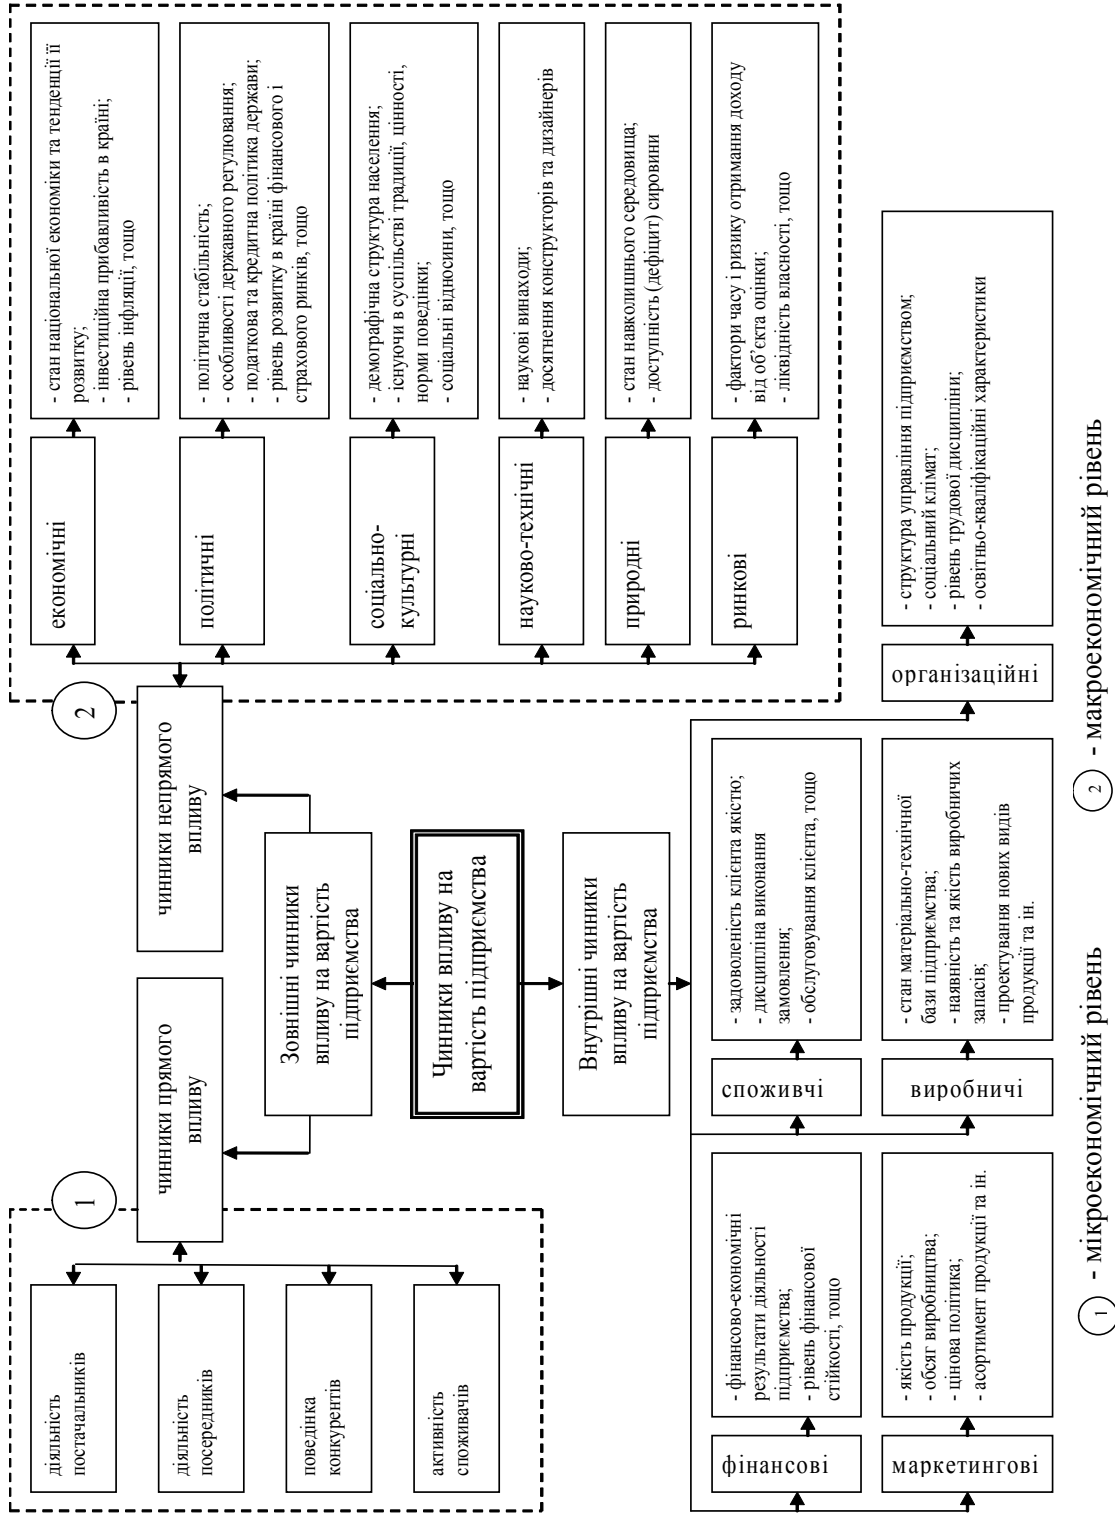 діяльність
постачальників
діяльність
посередників
поведінка
конкурентів
активність
споживачів
1
чинники прямого
впливу
чинники непрямого
впливу
2
Зовнішні чинники
впливу на вартість
підприємства
Чинники впливу на
вартість підприємства
Внутрішні чинники
впливу на вартість
підприємства
економічні
- стан національної економіки та тенденції її
розвитку;
- інвестиційна прибавливість в країні;
- рівень інфляції, тощо
політичні
- політична стабільність;
- особливості державного регулювання;
- податкова та кредитна політика держави;
- рівень розвитку в країні фінансового і
страхового ринків, тощо
соціально-
культурні
- демографічна структура населення;
- існуючи в суспільстві традиції, цінності,
норми поведінки;
- соціальні відносини, тощо
науково-технічні
- наукові винаходи;
- досягнення конструкторів та дизайнерів
природні
- стан навколишнього середовища;
- доступність (дефіцит) сировини
ринкові
- фактори часу і ризику отримання доходу
від об’єкта оцінки;
- ліквідність власності, тощо
фінансові
- фінансово-економічні
результати діяльності
підприємства;
- рівень фінансової
стійкості, тощо
споживчі
- задоволеність клієнта якістю;
- дисципліна виконання
замовлення;
- обслуговування клієнта, тощо
маркетингові
- якість продукції;
- обсяг виробництва;
- цінова політика;
- асортимент продукції та ін.
виробничі
- стан матеріально-технічної
бази підприємства;
- наявність та якість виробничих
запасів;
- проектування нових видів
продукції та ін.
організаційні
- структура управління підприємством;
- соціальний клімат;
- рівень трудової дисципліни;
- освітньо-кваліфікаційні характеристики
1 - мікроекономічний рівень
2 - макроекономічний рівень